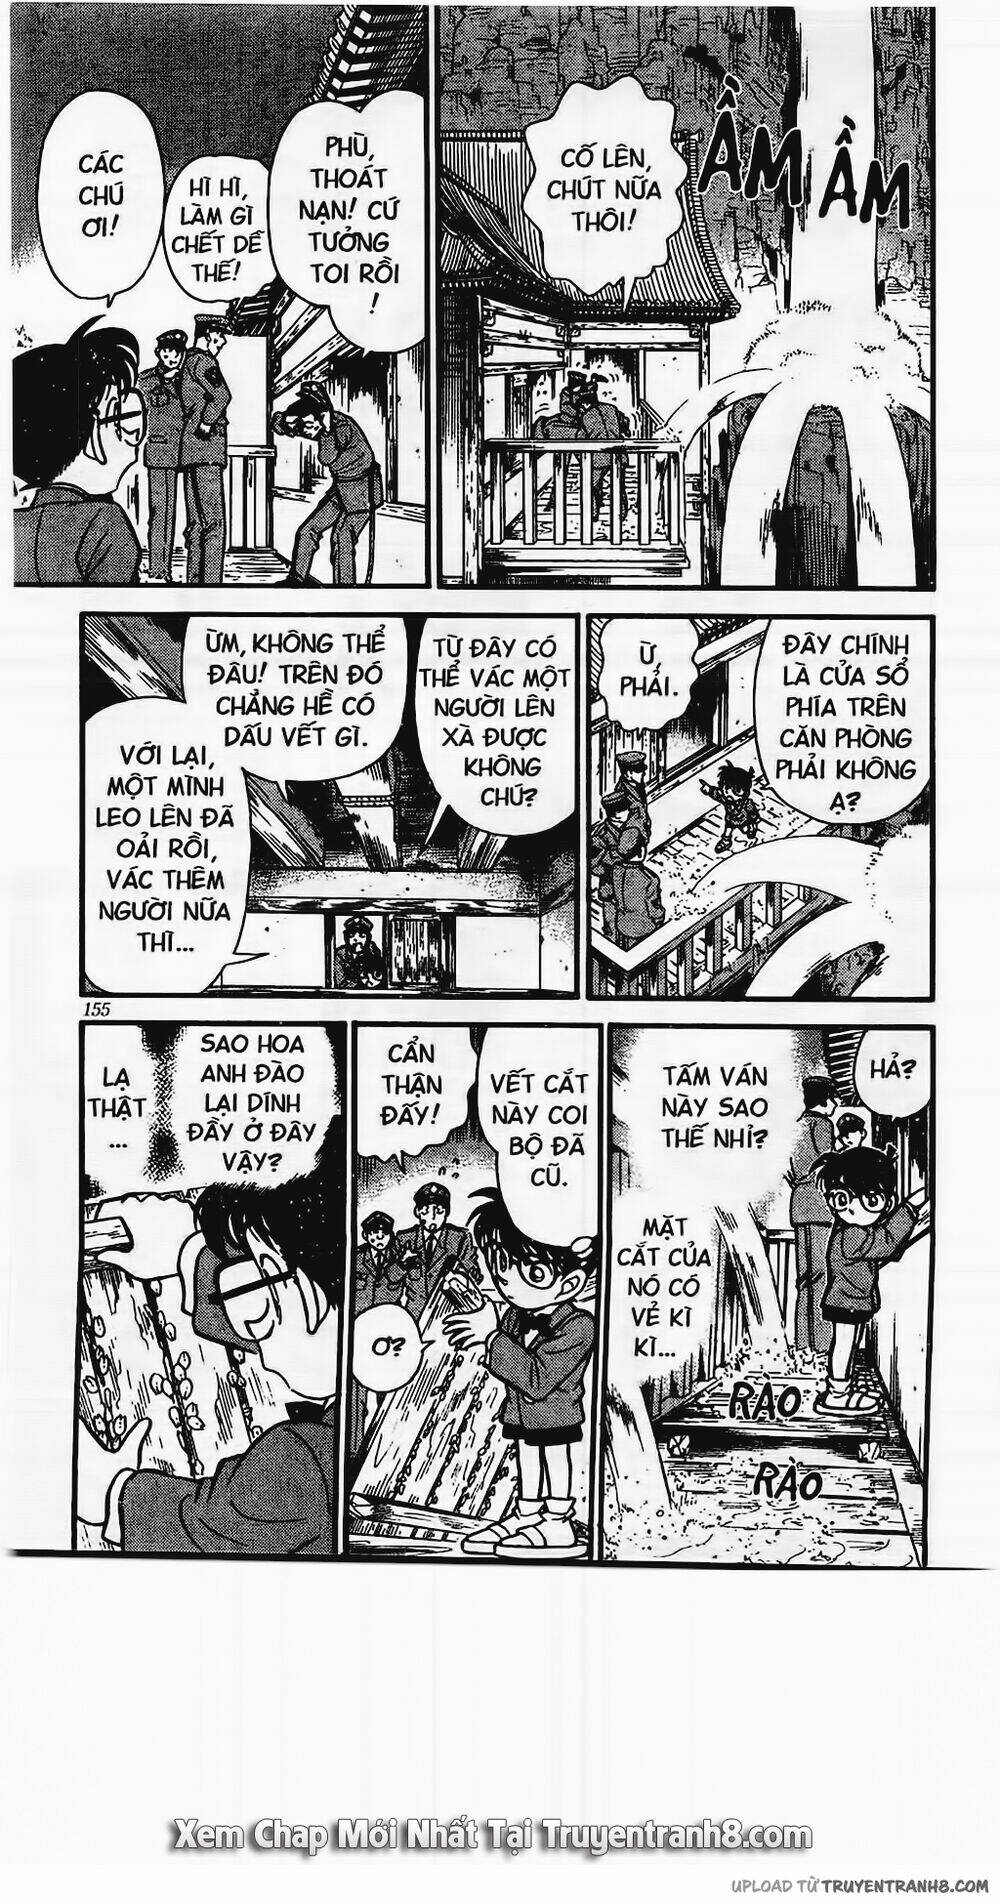 ẦM ẦM
CỐ LÊN,
CHÚT NỮA
THÔI!
PHÙ,
THOÁT
NẠN! CỨ
TƯỞNG
TOI RỒI
!
HÌ HÌ,
LÀM GÌ
CHẾT DỄ
THẾ!
CÁC
CHÚ
ƠI!
ĐÂY CHÍNH
LÀ CỬA SỔ
PHÍA TRÊN
CĂN PHÒNG
PHẢI KHÔNG
Ạ?
Ừ,
PHẢI.
TỪ ĐÂY CÓ
THỂ VÁC MỘT
NGƯỜI LÊN
XÀ ĐƯỢC
KHÔNG
CHỨ?
ỪM, KHÔNG THỂ
ĐÂU! TRÊN ĐÓ
CHẲNG HỀ CÓ
DẤU VẾT GÌ.
VỚI LẠI,
MỘT MÌNH
LEO LÊN ĐÃ
OẢI RỒI,
VÁC THÊM
NGƯỜI NỮA
THÌ...
155
HẢ?
TẤM VÁN
NÀY SAO
THẾ NHỈ?
MẶT
CẮT CỦA
NÓ CÓ
VẺ KÌ
KÌ...
RÀO
RÀO
VẾT CẮT
NÀY COI
BỘ ĐÃ
CŨ.
CẨN
THẬN
ĐẤY!
Ơ?
SAO HOA
ANH ĐÀO
LẠI DÍNH
ĐẦY Ở ĐÂY
VẬY?
LẠ
THẬT
...
Xem Chap Mới Nhất Tại Truyentranh8.com
UPLOAD TỪ TRUYENTRANH8.COM